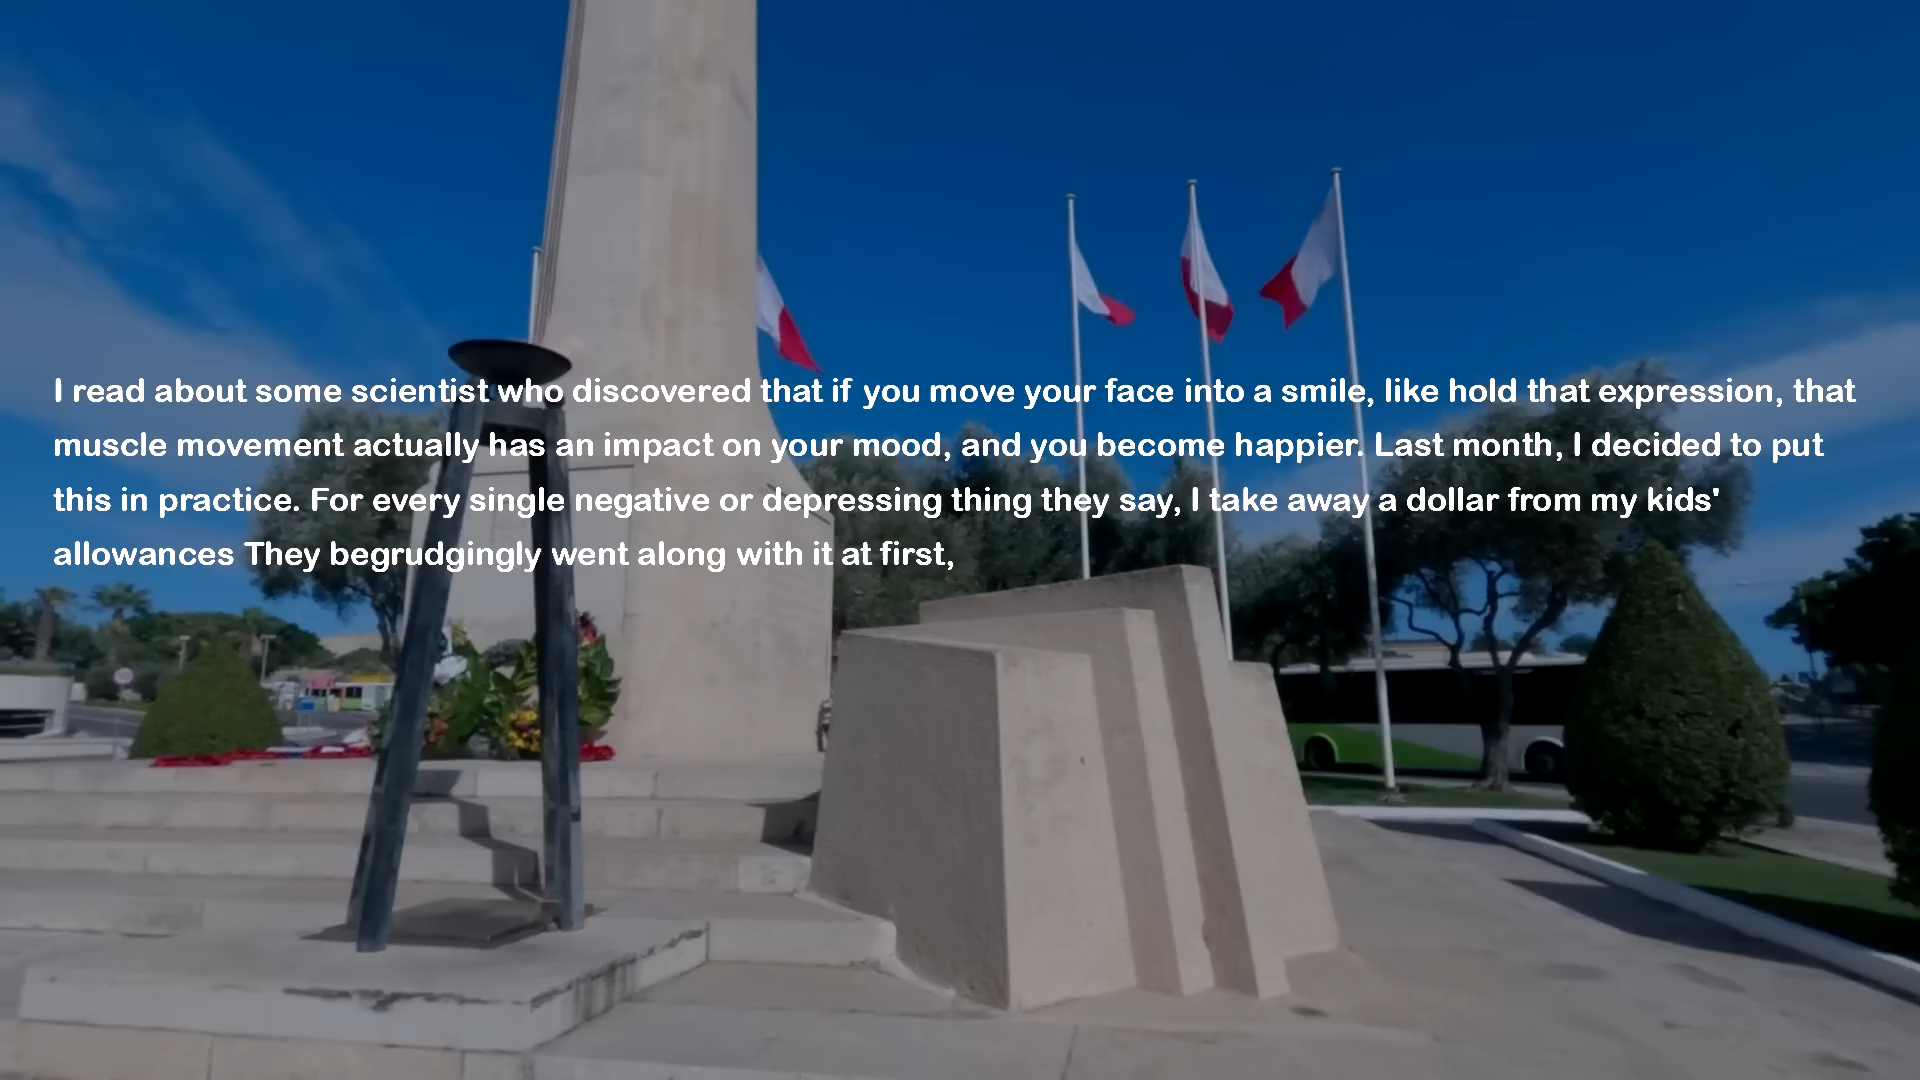 I read about some scientist who discovered that if you move your face into a smile, like hold that expression, that
muscle movement actually has an impact on your mood, and you become happier. Last month, I decided to put
this in practice. For every single negative or depressing thing they say, I take away a dollar from my kids'
allowances They begrudgingly went along with it at first,